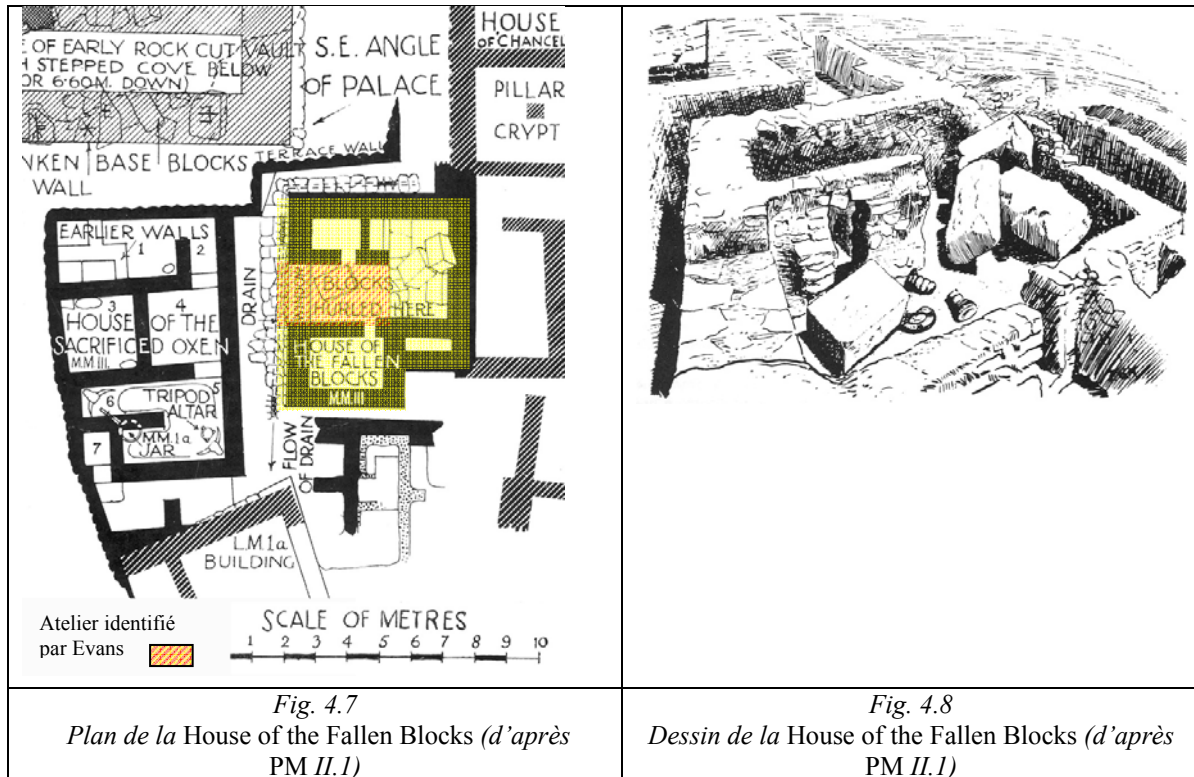 HOUSE
OF CHANCEL
E OF EARLY ROCK CUT
H STEPPED COVE BELOW
OR 6·60M. DOWN)
S.E. ANGLE
OF PALACE
PILLAR
CRYPT
NKEN BASE BLOCKS
WALL
TERRACE WALL
EARLIER WALLS
1
2
DRAIN
BLOCKS
HURLED HERE
3
4
HOUSE OF THE
SACRIFICED OXEN
M.M III.
HOUSE OF
THE FALLEN
BLOCKS
6
TRIPOD
5
ALTAR
M.M.1a
JAR
7
FLOW
OF DRAIN
L.M.1a
BUILDING
Atelier identifié
par Evans
SCALE OF METRES
1 2 3 4 5 6 7 8 9 10
Fig. 4.7
Plan de la House of the Fallen Blocks (d’après
PM II.1)
Fig. 4.8
Dessin de la House of the Fallen Blocks (d’après
PM II.1)